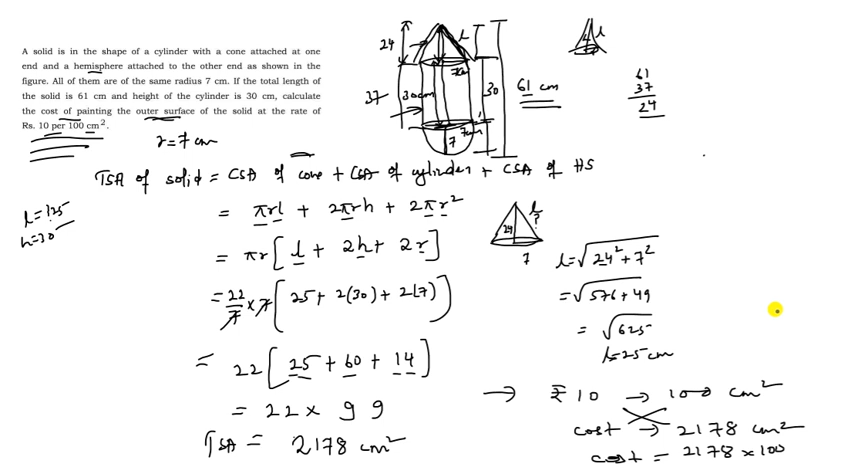 A solid is in the shape of a cylinder with a cone attached at one
end and a hemisphere attached to the other end as shown in the
figure. All of them are of the same radius 7 cm. If the total length of
the solid is 61 cm and height of the cylinder is 30 cm, calculate
the cost of painting the outer surface of the solid at the rate of
Rs. 10 per 100 cm².
r = 7 cm
24
l
7cm
37
30cm
30
61 cm
7cm
7
l
61
37
24
TSA of solid = CSA of cone + CSA of cylinder + CSA of HS
l = 25
h = 30
= πrl + 2πrh + 2πr²
= πr[l + 2h + 2r]
= 22/7 × 7 (25 + 2(30) + 2(7))
= 22 [25 + 60 + 14]
= 22 × 99
TSA = 2178 cm²
24
l
?
7
l = √24² + 7²
= √576 + 49
= √625
l = 25 cm
→ ₹ 10 → 100 cm²
cost → 2178 cm²
cost = 2178 × 100